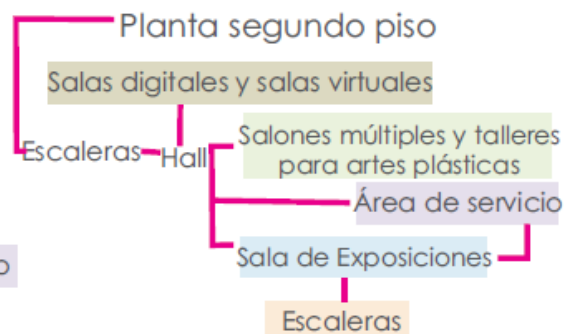 Planta segundo piso
Salas digitales y salas virtuales
Escaleras
Hall
Salones múltiples y talleres
para artes plásticas
Área de servicio
Sala de Exposiciones
o
Escaleras